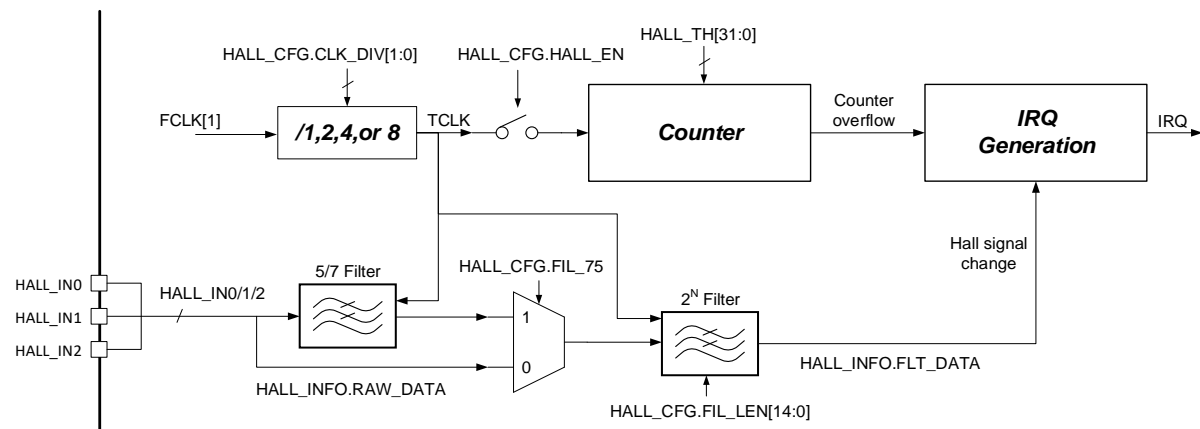 HALL_CFG.CLK_DIV[1:0]
HALL_CFG.HALL_EN
HALL_TH[31:0]
FCLK[1]
/1,2,4,or 8
TCLK
Counter
Counter
overflow
IRQ
Generation
IRQ
Hall signal
change
5/7 Filter
HALL_CFG.FIL_75
HALL_IN0
HALL_IN1
HALL_IN2
HALL_IN0/1/2
1
0
2N Filter
HALL_INFO.RAW_DATA
HALL_INFO.FLT_DATA
HALL_CFG.FIL_LEN[14:0]